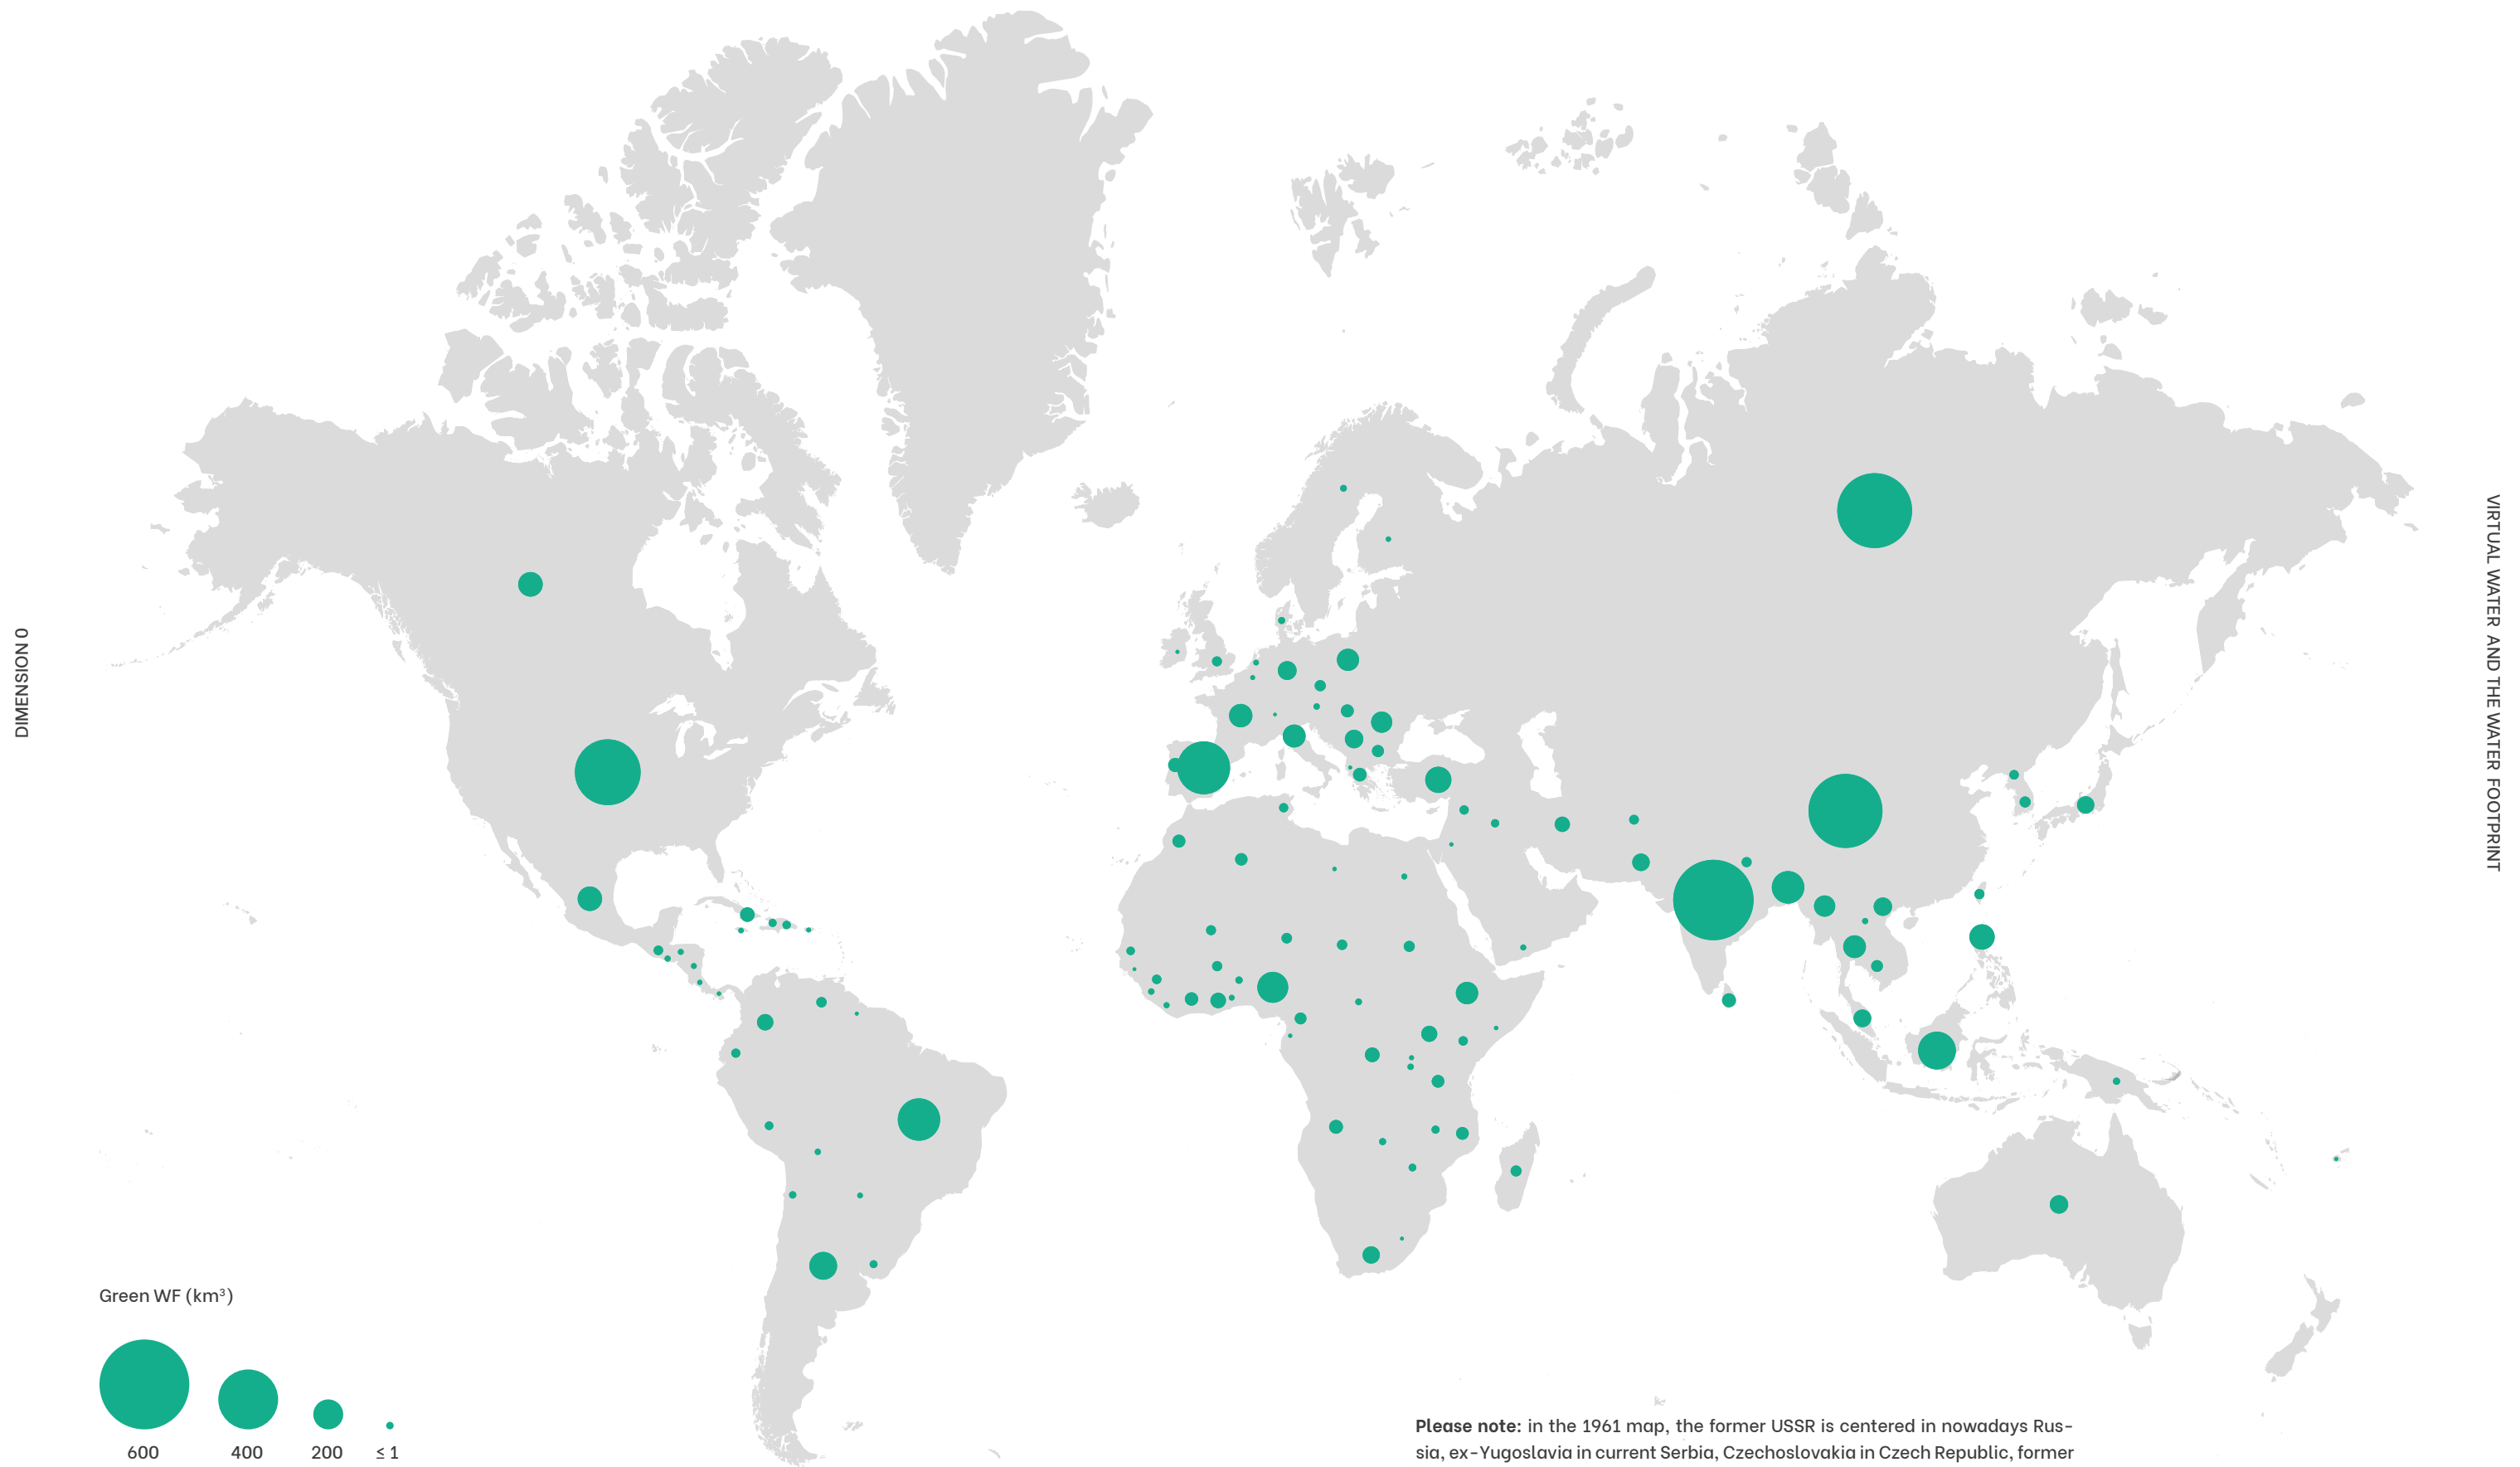 DIMENSION 0
VIRTUAL WATER AND THE WATER FOOTPRINT
Green WF (km³)
600 400 200 ≤ 1
Please note: in the 1961 map, the former USSR is centered in nowadays Rus-
sia, ex-Yugoslavia in current Serbia, Czechoslovakia in Czech Republic, former